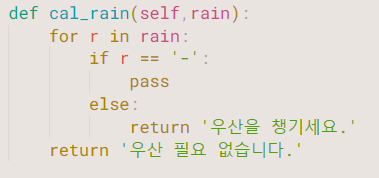 def cal_rain(self,rain):
    for r in rain:
        if r == '-':
            pass
        else:
            return '우산을 챙기세요.'
    return '우산 필요 없습니다.'